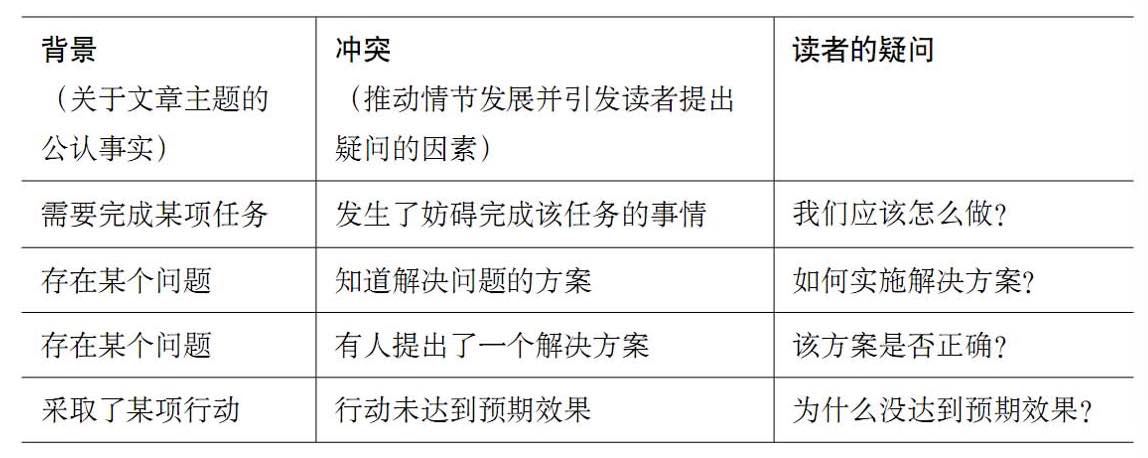 背景 冲突 读者的疑问
（关于文章主题的 （推动情节发展并引发读者提出
公认事实） 疑问的因素）
需要完成某项任务 发生了妨碍完成该任务的事情 我们应该怎么做?
存在某个问题 知道解决问题的方案 如何实施解决方案?
存在某个问题 有人提出了一个解决方案 该方案是否正确?
采取了某项行动 行动未达到预期效果 为什么没达到预期效果?